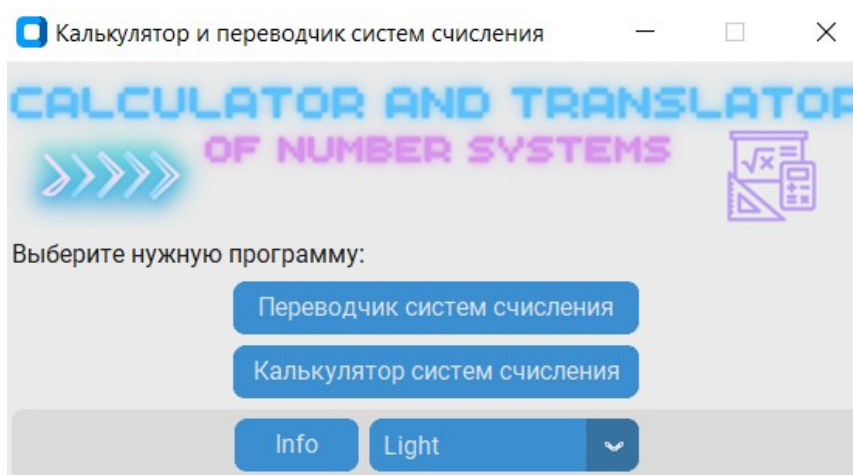 Калькулятор и переводчик систем счисления
CALCULATOR AND TRANSLATOR
OF NUMBER SYSTEMS
√x
Выберите нужную программу:
Переводчик систем счисления
Калькулятор систем счисления
Info
Light